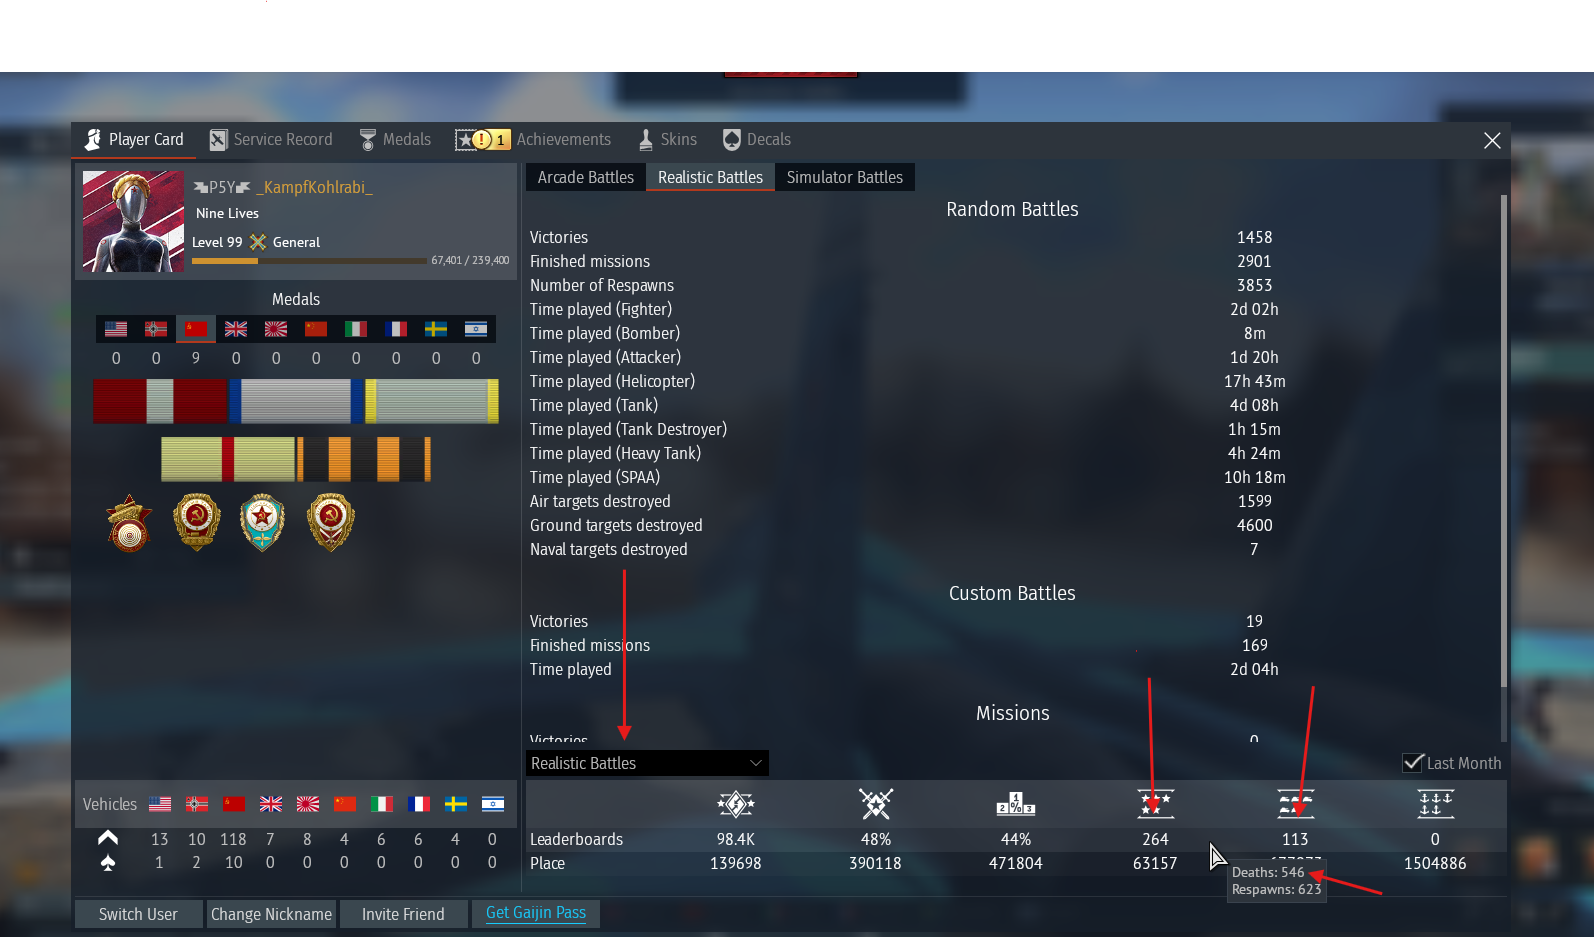 Player Card Service Record Medals ! 1 Achievements Skins Decals
P5Y _KampfKohlrabi_
Nine Lives
Level 99 General
67,401 / 239,400
Medals
0 0 9 0 0 0 0 0 0 0
Vehicles
13 10 118 7 8 4 6 6 4 0
1 2 10 0 0 0 0 0 0 0
Arcade Battles Realistic Battles Simulator Battles
Random Battles
Victories 1458
Finished missions 2901
Number of Respawns 3853
Time played (Fighter) 2d 02h
Time played (Bomber) 8m
Time played (Attacker) 1d 20h
Time played (Helicopter) 17h 43m
Time played (Tank) 4d 08h
Time played (Tank Destroyer) 1h 15m
Time played (Heavy Tank) 4h 24m
Time played (SPAA) 10h 18m
Air targets destroyed 1599
Ground targets destroyed 4600
Naval targets destroyed 7
Custom Battles
Victories 19
Finished missions 169
Time played 2d 04h
Missions
Victories 0
Realistic Battles Last Month
2 1 % 3
Leaderboards 98.4K 48% 44% 264 113 0
Place 139698 390118 471804 63157 1504886
Deaths: 546
Respawns: 623
Switch User Change Nickname Invite Friend Get Gaijin Pass